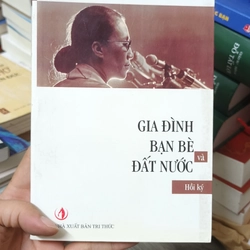 GIA ĐÌNH
BẠN BÈ
và
ĐẤT NƯỚC
Hồi ký
NHÀ XUẤT BẢN TRI THỨC